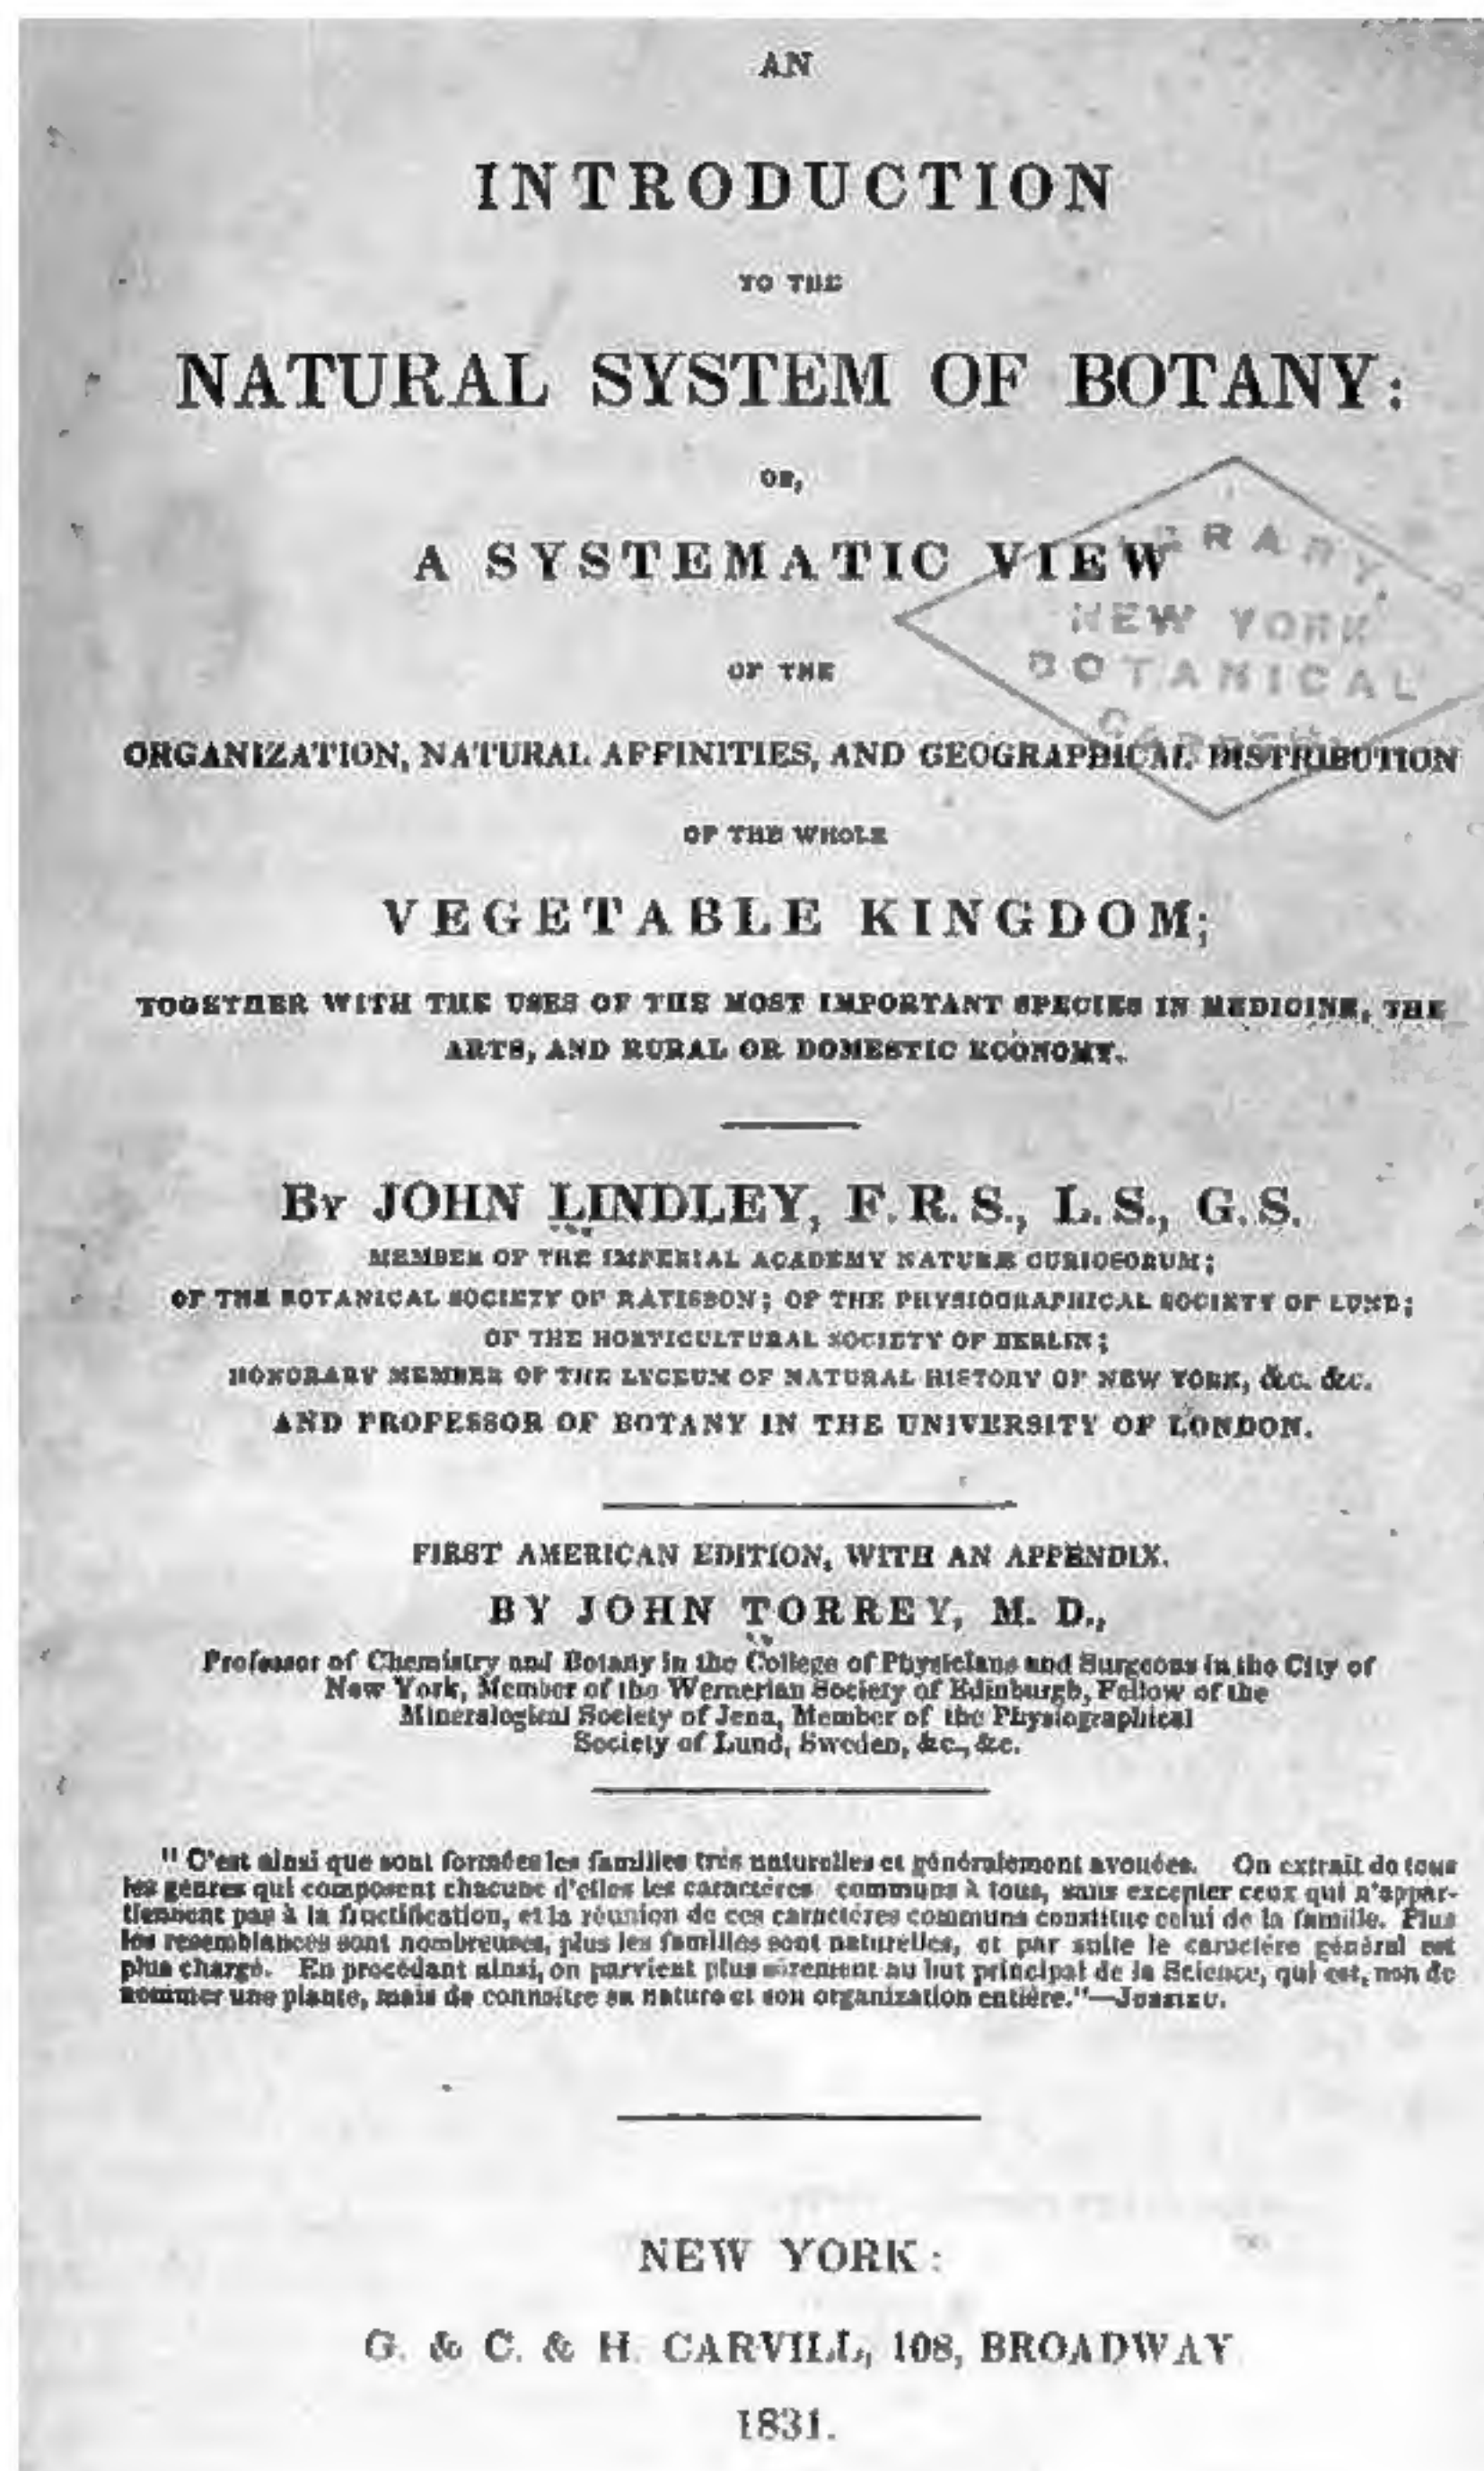 AN
INTRODUCTION
TO THE
NATURAL SYSTEM OF BOTANY:
OR,
A SYSTEMATIC VIEW
OF THE
ORGANIZATION, NATURAL AFFINITIES, AND GEOGRAPHICAL DISTRIBUTION
OF THE WHOLE
VEGETABLE KINGDOM;
TOGETHER WITH THE USES OF THE MOST IMPORTANT SPECIES IN MEDICINE, THE
ARTS, AND RURAL OR DOMESTIC ECONOMY.
NEW YORK
BOTANICAL
By JOHN LINDLEY, F.R.S., L.S., G.S.
MEMBER OF THE IMPERIAL ACADEMY NATURÆ CURIOSORUM;
OF THE BOTANICAL SOCIETY OF RATISBON; OF THE PHYSIOGRAPHICAL SOCIETY OF LUND;
OF THE HORTICULTURAL SOCIETY OF BERLIN;
HONORARY MEMBER OF THE LYCEUM OF NATURAL HISTORY OF NEW YORK, &c. &c.
AND PROFESSOR OF BOTANY IN THE UNIVERSITY OF LONDON.
FIRST AMERICAN EDITION, WITH AN APPENDIX.
BY JOHN TORREY, M. D.,
Professor of Chemistry and Botany in the College of Physicians and Surgeons in the City of
New York, Member of the Wernerian Society of Edinburgh, Fellow of the
Mineralogical Society of Jena, Member of the Physiographical
Society of Lund, Sweden, &c., &c.
"C'est ainsi que sont formées les familles très naturelles et généralement avouées. On extrait de tous
les genres qui composent chacune d'elles les caractères communs à tous, sans excepter ceux qui n'appar-
tiennent pas à la fructification, et la réunion de ces caractères communs constitue celui de la famille. Plus
les resemblances sont nombreuses, plus les familles sont naturelles, et par suite le caractère général est
plus chargé. En procédant ainsi, on parvient plus sûrement au but principal de la Science, qui est, non de
nommer une plante, mais de connoître sa nature et son organization entière."—JUSSIEU.
NEW YORK:
G. & C. & H. CARVILL, 108, BROADWAY
1831.